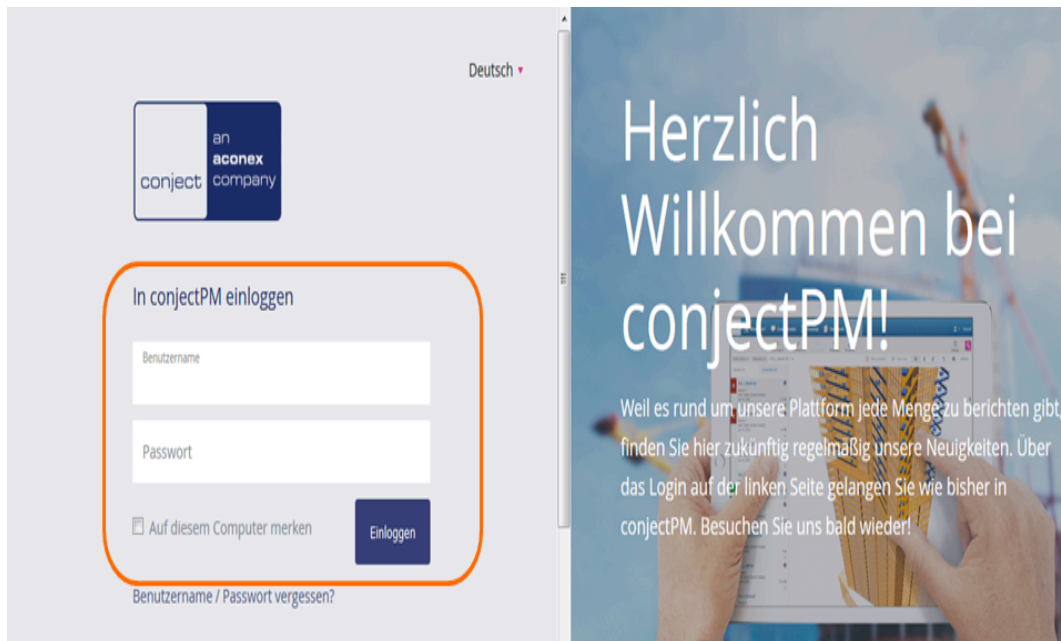 Deutsch
conject
an
aconex
company
In conjectPM einloggen
Benutzername
Passwort
Auf diesem Computer merken
Einloggen
Benutzername / Passwort vergessen?
Herzlich
Willkommen bei
conjectPM!
Weil es rund um unsere Plattform jede Menge zu berichten gibt,
finden Sie hier zukünftig regelmäßig unsere Neuigkeiten. Über
das Login auf der linken Seite gelangen Sie wie bisher in
conjectPM. Besuchen Sie uns bald wieder!